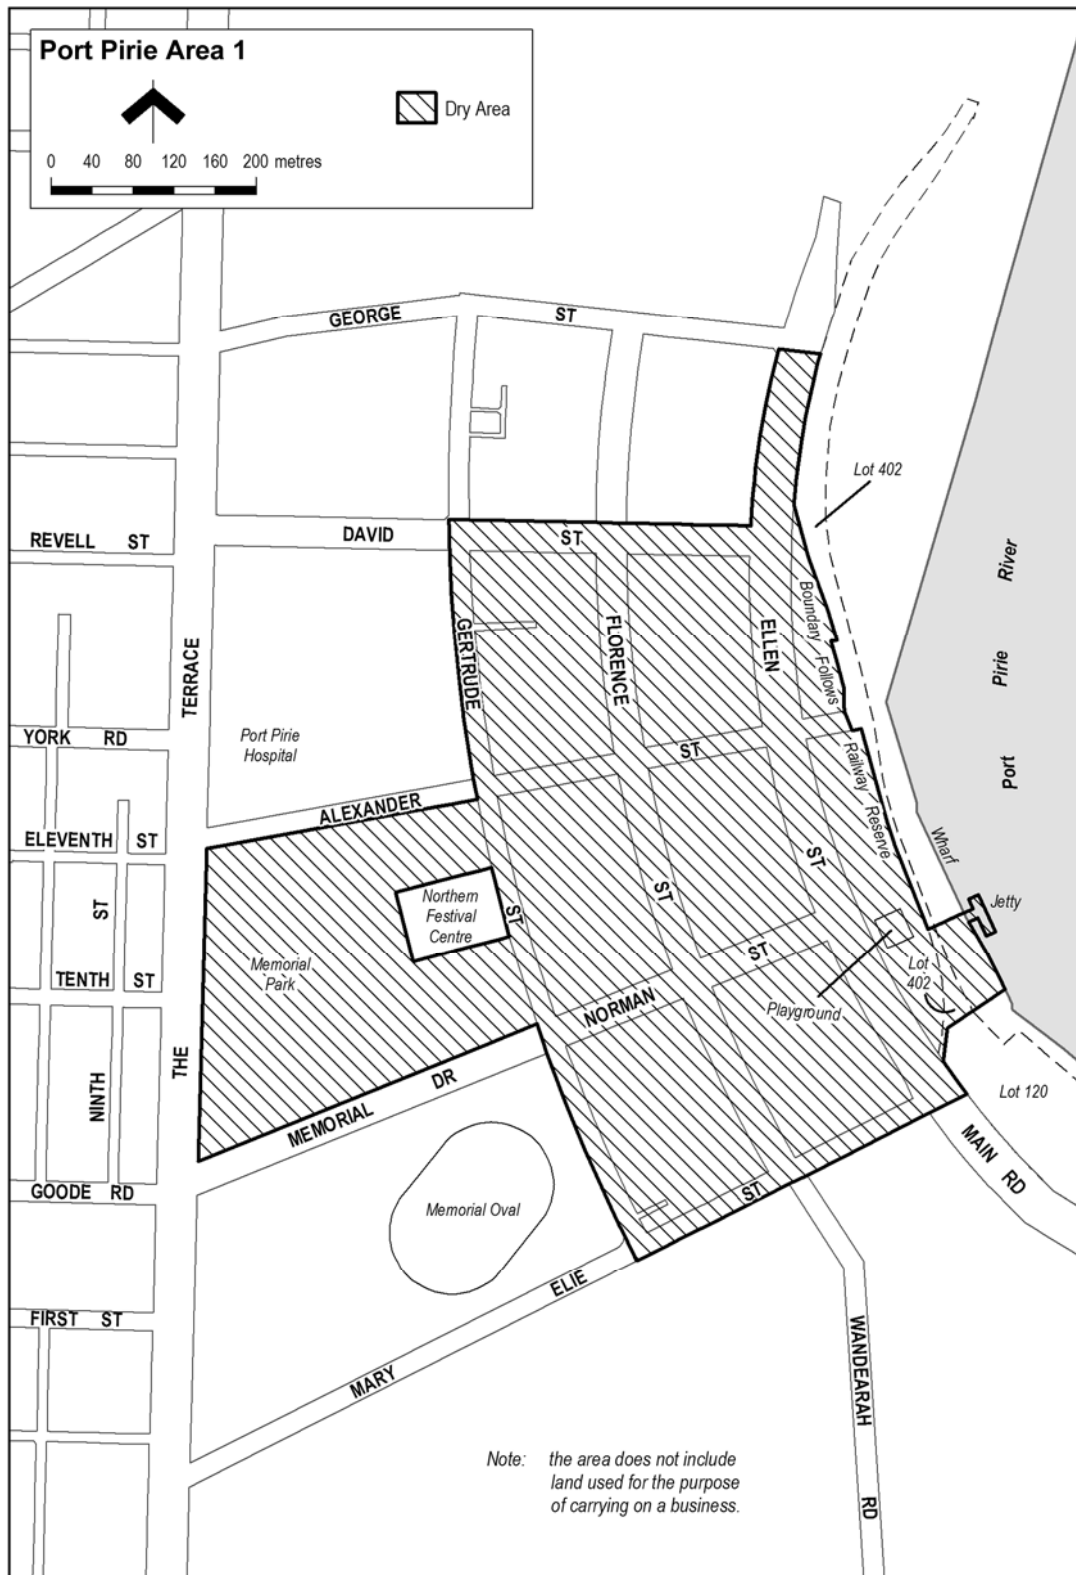 Port Pirie Area 1
Dry Area
0 40 80 120 160 200 metres
GEORGE ST
Lot 402
REVELL ST
DAVID ST
River
Boundary Follows Railway Reserve
GERTRUDE ST
FLORENCE ST
ELLEN ST
THE TERRACE
Pirie
YORK RD
Port Pirie
Hospital
ST
Port
ALEXANDER
ELEVENTH ST
Wharf
Northern
Festival
Centre
Jetty
NINTH ST
Memorial
Park
TENTH ST
Lot
402
NORMAN ST
Playground
MEMORIAL DR
Lot 120
MAIN RD
GOODE RD
Memorial Oval
MARY ELIE ST
FIRST ST
WANDEARAH RD
Note: the area does not include
land used for the purpose
of carrying on a business.